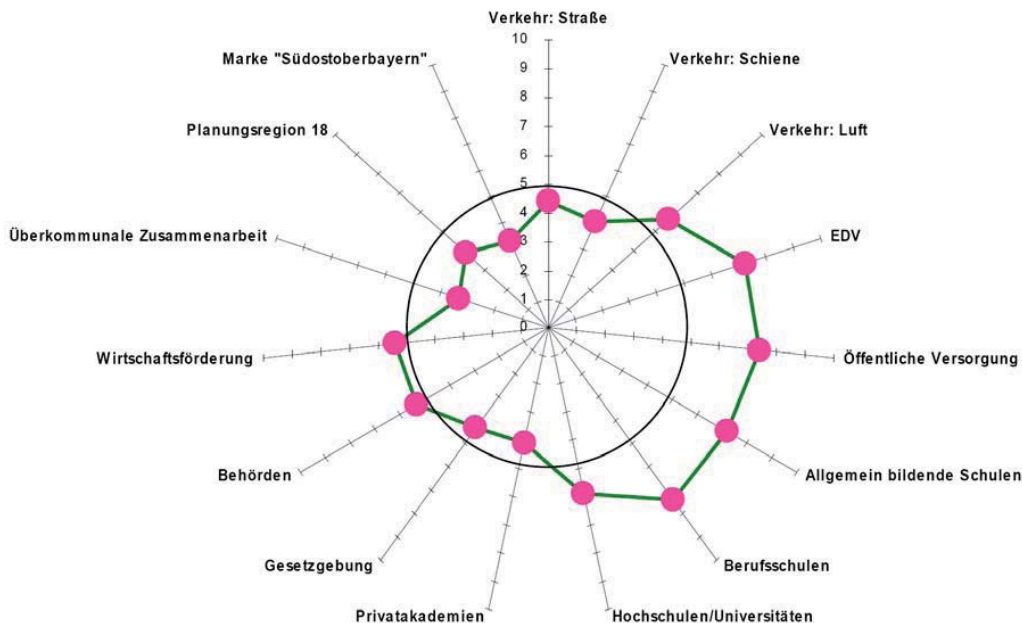 Verkehr: Straße
10
9
8
7
6
5
4
3
2
1
0
Verkehr: Schiene
Verkehr: Luft
EDV
Öffentliche Versorgung
Allgemein bildende Schulen
Berufsschulen
Hochschulen/Universitäten
Privatakademien
Gesetzgebung
Behörden
Wirtschaftsförderung
Überkommunale Zusammenarbeit
Planungsregion 18
Marke "Südostoberbayern"